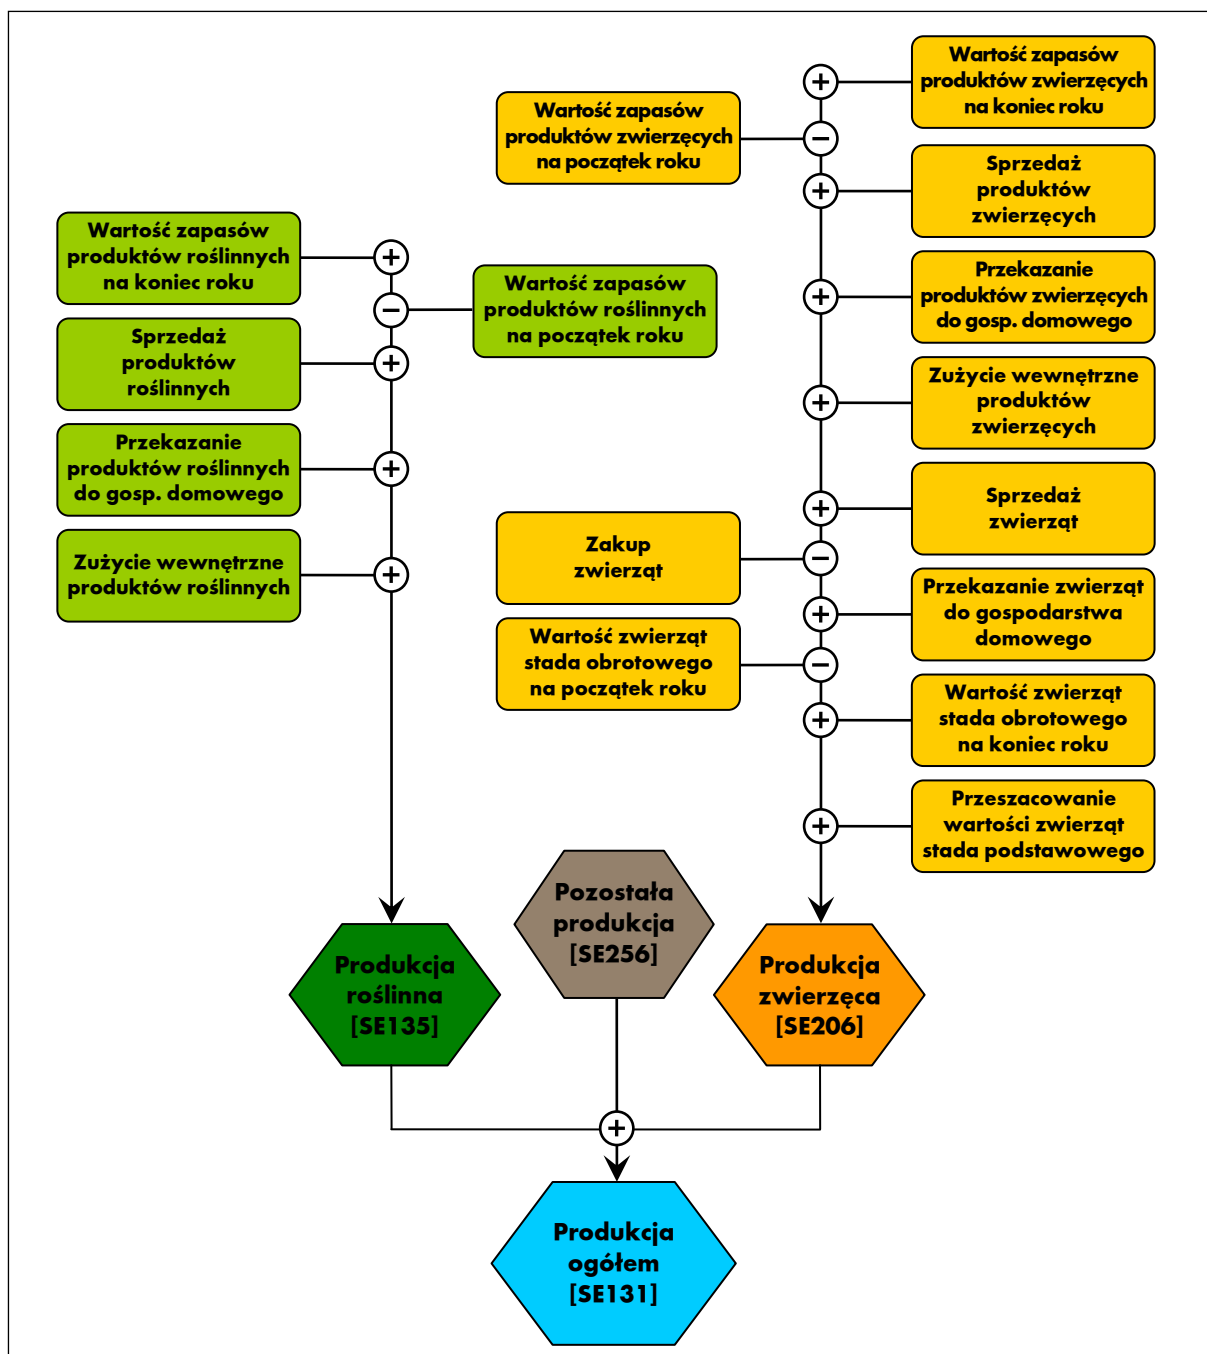 Wartość zapasów
produktów roślinnych
na koniec roku
Wartość zapasów
produktów roślinnych
na początek roku
Sprzedaż
produktów
roślinnych
Przekazanie
produktów roślinnych
do gosp. domowego
Zużycie wewnętrzne
produktów roślinnych
Wartość zapasów
produktów zwierzęcych
na koniec roku
Wartość zapasów
produktów zwierzęcych
na początek roku
Sprzedaż
produktów
zwierzęcych
Przekazanie
produktów zwierzęcych
do gosp. domowego
Zużycie wewnętrzne
produktów
zwierzęcych
Sprzedaż
zwierząt
Zakup
zwierząt
Przekazanie zwierząt
do gospodarstwa
domowego
Wartość zwierząt
stada obrotowego
na początek roku
Wartość zwierząt
stada obrotowego
na koniec roku
Przeszacowanie
wartości zwierząt
stada podstawowego
Produkcja
roślinna
[SE135]
Pozostała
produkcja
[SE256]
Produkcja
zwierzęca
[SE206]
Produkcja
ogółem
[SE131]